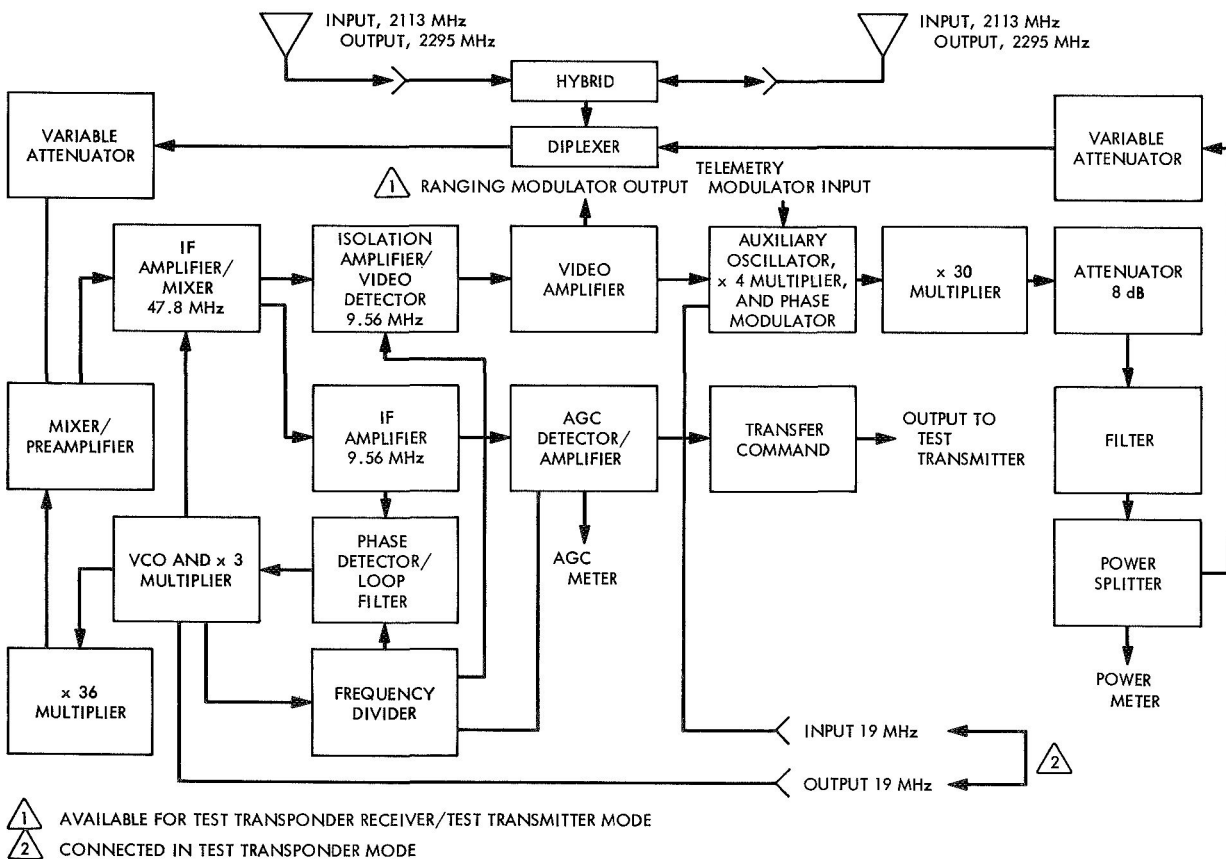 INPUT, 2113 MHz
OUTPUT, 2295 MHz
INPUT, 2113 MHz
OUTPUT, 2295 MHz
HYBRID
VARIABLE
ATTENUATOR
DIPLEXER
VARIABLE
ATTENUATOR
1 RANGING MODULATOR OUTPUT
TELEMETRY
MODULATOR INPUT
IF
AMPLIFIER/
MIXER
47.8 MHz
ISOLATION
AMPLIFIER/
VIDEO
DETECTOR
9.56 MHz
VIDEO
AMPLIFIER
AUXILIARY
OSCILLATOR,
× 4 MULTIPLIER,
AND PHASE
MODULATOR
× 30
MULTIPLIER
ATTENUATOR
8 dB
MIXER/
PREAMPLIFIER
IF
AMPLIFIER
9.56 MHz
AGC
DETECTOR/
AMPLIFIER
TRANSFER
COMMAND
OUTPUT TO
TEST
TRANSMITTER
FILTER
VCO AND × 3
MULTIPLIER
PHASE
DETECTOR/
LOOP
FILTER
AGC
METER
POWER
SPLITTER
× 36
MULTIPLIER
FREQUENCY
DIVIDER
POWER
METER
INPUT 19 MHz
2
OUTPUT 19 MHz
1 AVAILABLE FOR TEST TRANSPONDER RECEIVER/TEST TRANSMITTER MODE
2 CONNECTED IN TEST TRANSPONDER MODE